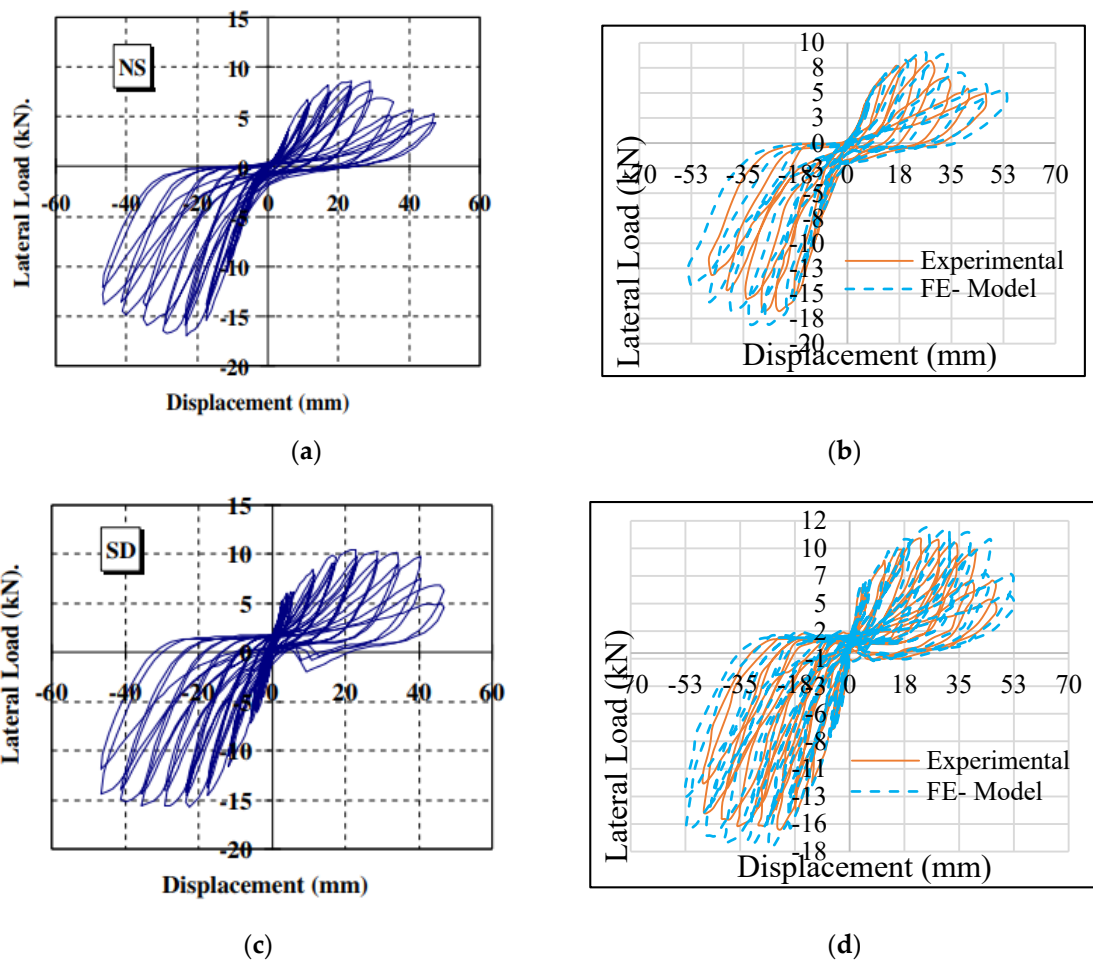 15
10
5
0
-5
-10
-15
-20
-60 -40 -20 0 20 40 60
NS
Lateral Load (kN).
Displacement (mm)
(a)
10
8
5
3
0
-3
-5
-8
-10
-13
-15
-18
-20
-70 -53 -35 -18 0 18 35 53 70
Experimental
FE- Model
Lateral Load (kN)
Displacement (mm)
(b)
15
10
5
0
-5
-10
-15
-20
-60 -40 -20 0 20 40 60
SD
Lateral Load (kN).
Displacement (mm)
(c)
12
10
7
5
2
-1
-3
-6
-8
-11
-13
-16
-18
-70 -53 -35 -18 0 18 35 53 70
Experimental
FE- Model
Lateral Load (kN)
Displacement (mm)
(d)